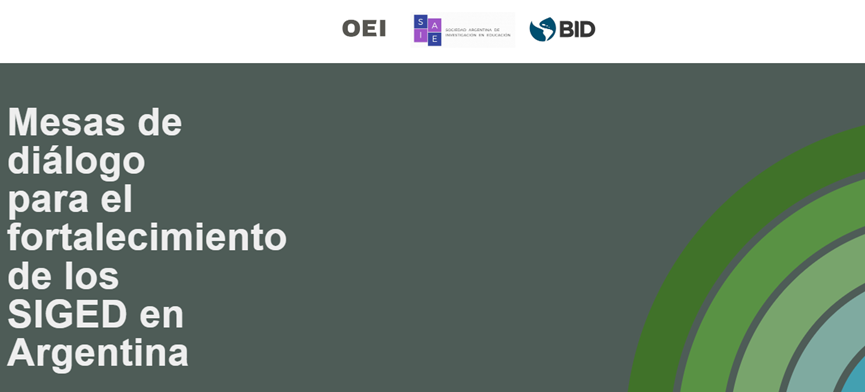 OEI
S
A
I
E
SOCIEDAD ARGENTINA DE
INVESTIGACIÓN EN EDUCACIÓN
BID
Mesas de
diálogo
para el
fortalecimiento
de los
SIGED en
Argentina